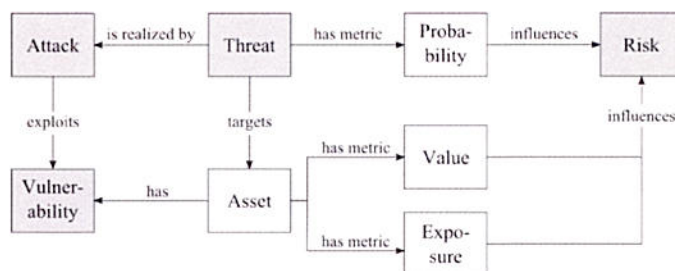 Attack
is realized by
Threat
has metric
Proba-
bility
influences
Risk
exploits
targets
influences
has metric
Value
Vulner-
ability
has
Asset
has metric
Expo-
sure